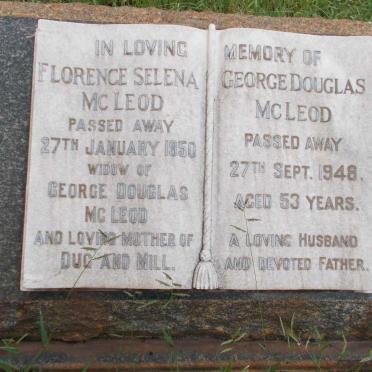 IN LOVING
FLORENCE SELENA
MC LEOD
PASSED AWAY
27TH JANUARY 1950
WIDOW OF
GEORGE DOUGLAS
MC LEOD
AND LOVING MOTHER OF
DUG AND MILL.
MEMORY OF
GEORGE DOUGLAS
MC LEOD
PASSED AWAY
27TH SEPT. 1948.
AGED 53 YEARS.
A LOVING HUSBAND
AND DEVOTED FATHER.